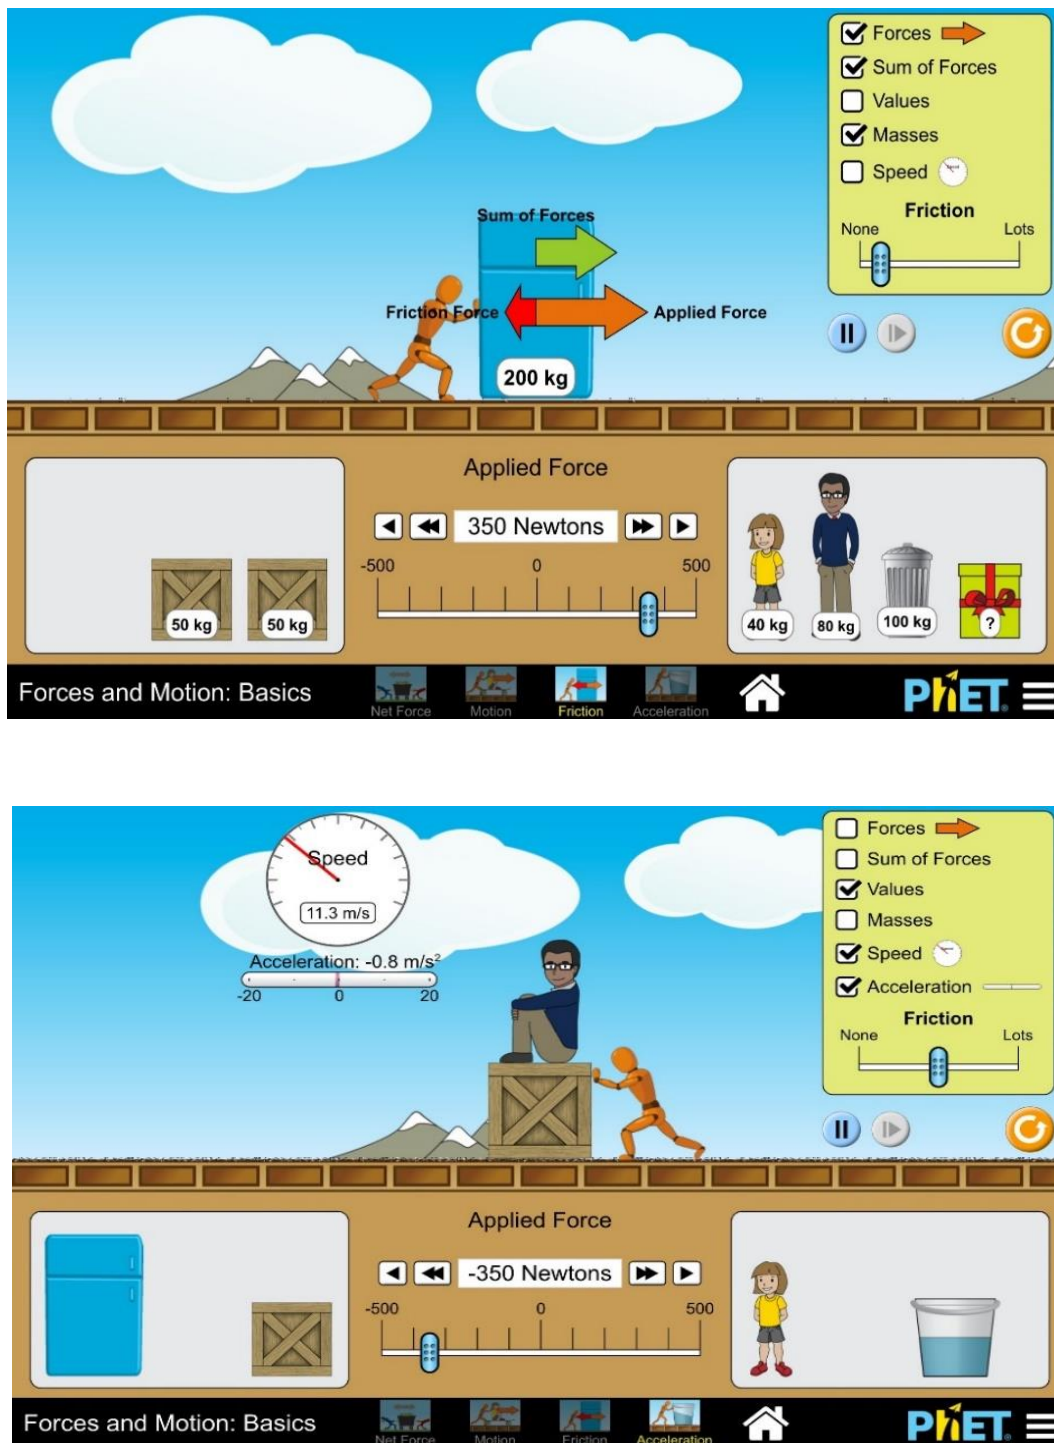 Forces
Sum of Forces
Values
Masses
Speed
Friction
None Lots
Sum of Forces
Friction Force Applied Force
200 kg
Applied Force
350 Newtons
-500 0 500
50 kg 50 kg
40 kg 80 kg 100 kg ?
Forces and Motion: Basics
Net Force Motion Friction Acceleration
PhET
Speed
11.3 m/s
Acceleration: -0.8 m/s²
-20 0 20
Forces
Sum of Forces
Values
Masses
Speed
Acceleration
Friction
None Lots
Applied Force
-350 Newtons
-500 0 500
Forces and Motion: Basics
Net Force Motion Friction Acceleration
PhET